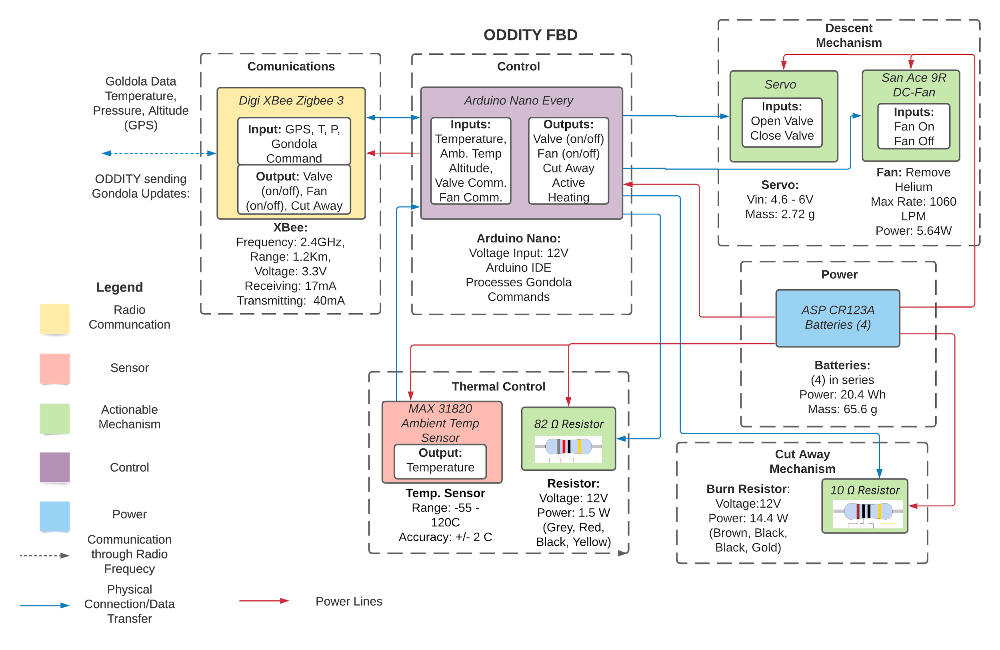 ODDITY FBD
Goldola Data
Temperature,
Pressure, Altitude
(GPS)
ODDITY sending
Gondola Updates:
Comunications
Digi XBee Zigbee 3
Input: GPS, T, P,
Gondola
Command
Output: Valve
(on/off), Fan
(on/off), Cut Away
XBee:
Frequency: 2.4GHz,
Range: 1.2Km,
Voltage: 3.3V
Receiving: 17mA
Transmitting:  40mA
Control
Arduino Nano Every
Inputs:
Temperature,
Amb. Temp
Altitude,
Valve Comm.
Fan Comm.
Outputs:
Valve (on/off)
Fan (on/off)
Cut Away
Active
Heating
Arduino Nano:
Voltage Input: 12V
Arduino IDE
Processes Gondola
Commands
Descent
Mechanism
Servo
Inputs:
Open Valve
Close Valve
Servo:
Vin: 4.6 - 6V
Mass: 2.72 g
San Ace 9R
DC-Fan
Inputs:
Fan On
Fan Off
Fan: Remove
Helium
Max Rate: 1060
LPM
Power: 5.64W
Power
ASP CR123A
Batteries (4)
Batteries:
(4) in series
Power: 20.4 Wh
Mass: 65.6 g
Thermal Control
MAX 31820
Ambient Temp
Sensor
Output:
Temperature
Temp. Sensor
Range: -55 -
120C
Accuracy: +/- 2 C
82 Ω Resistor
Resistor:
Voltage: 12V
Power: 1.5 W
(Grey, Red,
Black, Yellow)
Cut Away
Mechanism
Burn Resistor:
Voltage:12V
Power: 14.4 W
(Brown, Black,
Black, Gold)
10 Ω Resistor
Legend
Radio
Communcation
Sensor
Actionable
Mechanism
Control
Power
Communication
through Radio
Frequecy
Physical
Connection/Data
Transfer
Power Lines